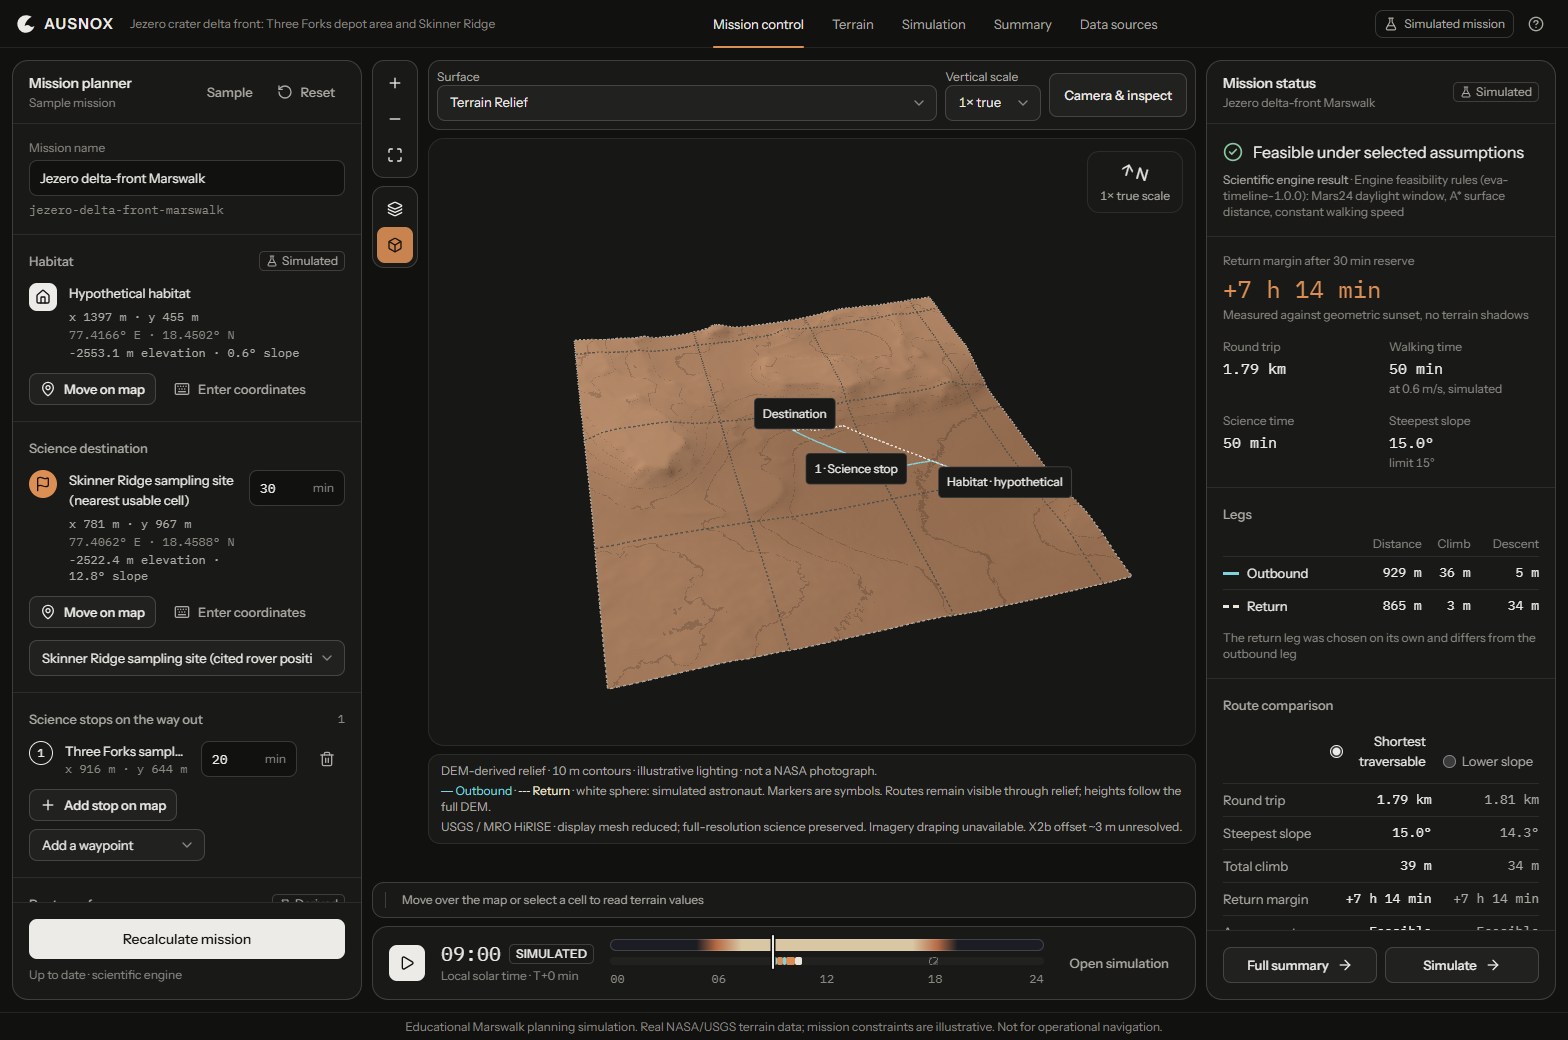 AUSNOX
Jezero crater delta front: Three Forks depot area and Skinner Ridge
Mission control
Terrain
Simulation
Summary
Data sources
Simulated mission
Mission planner
Sample mission
Sample
Reset
Mission name
Jezero delta-front Marswalk
jezero-delta-front-marswalk
Habitat
Simulated
Hypothetical habitat
x 1397 m · y 455 m
77.4166° E · 18.4502° N
-2553.1 m elevation · 0.6° slope
Move on map
Enter coordinates
Science destination
Skinner Ridge sampling site
(nearest usable cell)
30 min
x 781 m · y 967 m
77.4062° E · 18.4588° N
-2522.4 m elevation ·
12.8° slope
Move on map
Enter coordinates
Skinner Ridge sampling site (cited rover positi
Science stops on the way out
1
1
Three Forks sampl...
x 916 m · y 644 m
20 min
Add stop on map
Add a waypoint
Recalculate mission
Up to date · scientific engine
Surface
Terrain Relief
Vertical scale
1× true
Camera & inspect
N
1× true scale
Destination
1 · Science stop
Habitat · hypothetical
DEM-derived relief · 10 m contours · illustrative lighting · not a NASA photograph.
— Outbound · --- Return · white sphere: simulated astronaut. Markers are symbols. Routes remain visible through relief; heights follow the
full DEM.
USGS / MRO HiRISE · display mesh reduced; full-resolution science preserved. Imagery draping unavailable. X2b offset ~3 m unresolved.
Move over the map or select a cell to read terrain values
09:00 SIMULATED
Local solar time · T+0 min
00 06 12 18 24
Open simulation
Mission status
Jezero delta-front Marswalk
Simulated
Feasible under selected assumptions
Scientific engine result · Engine feasibility rules (eva-
timeline-1.0.0): Mars24 daylight window, A* surface
distance, constant walking speed
Return margin after 30 min reserve
+7 h 14 min
Measured against geometric sunset, no terrain shadows
Round trip
1.79 km
Walking time
50 min
at 0.6 m/s, simulated
Science time
50 min
Steepest slope
15.0°
limit 15°
Legs
Distance Climb Descent
Outbound 929 m 36 m 5 m
Return 865 m 3 m 34 m
The return leg was chosen on its own and differs from the
outbound leg
Route comparison
Shortest
traversable
Lower slope
Round trip 1.79 km 1.81 km
Steepest slope 15.0° 14.3°
Total climb 39 m 34 m
Return margin +7 h 14 min +7 h 14 min
Full summary
Simulate
Educational Marswalk planning simulation. Real NASA/USGS terrain data; mission constraints are illustrative. Not for operational navigation.